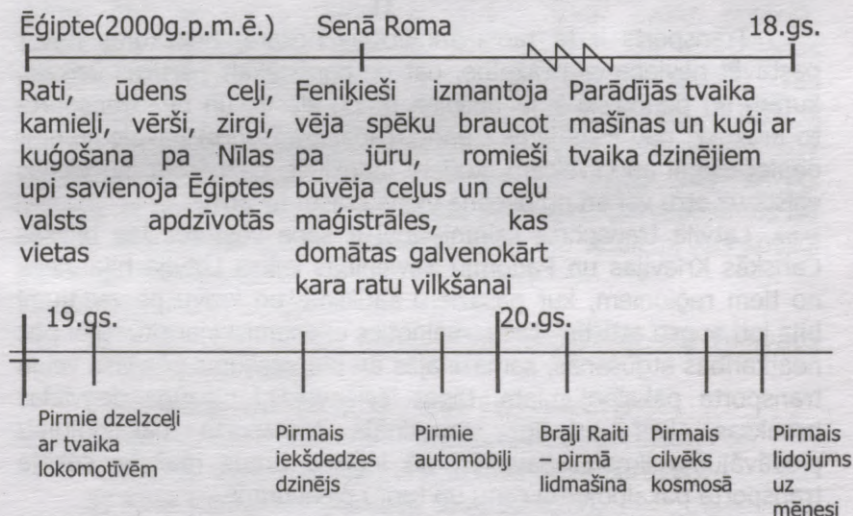 Ēģipte(2000g.p.m.ē.)
Senā Roma
18.gs.
Rati, ūdens ceļi,
kamieļi, vērši, zirgi,
kuģošana pa Nīlas
upi savienoja Ēģiptes
valsts apdzīvotās
vietas
Feniķieši izmantoja
vēja spēku braucot
pa jūru, romieši
būvēja ceļus un ceļu
maģistrāles, kas
domātas galvenokārt
kara ratu vilkšanai
Parādījās tvaika
mašīnas un kuģi ar
tvaika dzinējiem
19.gs.
20.gs.
Pirmie dzelzceļi
ar tvaika
lokomotīvēm
Pirmais
iekšdedzes
dzinējs
Pirmie
automobiļi
Brāļi Raiti
– pirmā
lidmašīna
Pirmais
cilvēks
kosmosā
Pirmais
lidojums
uz
mēnesi